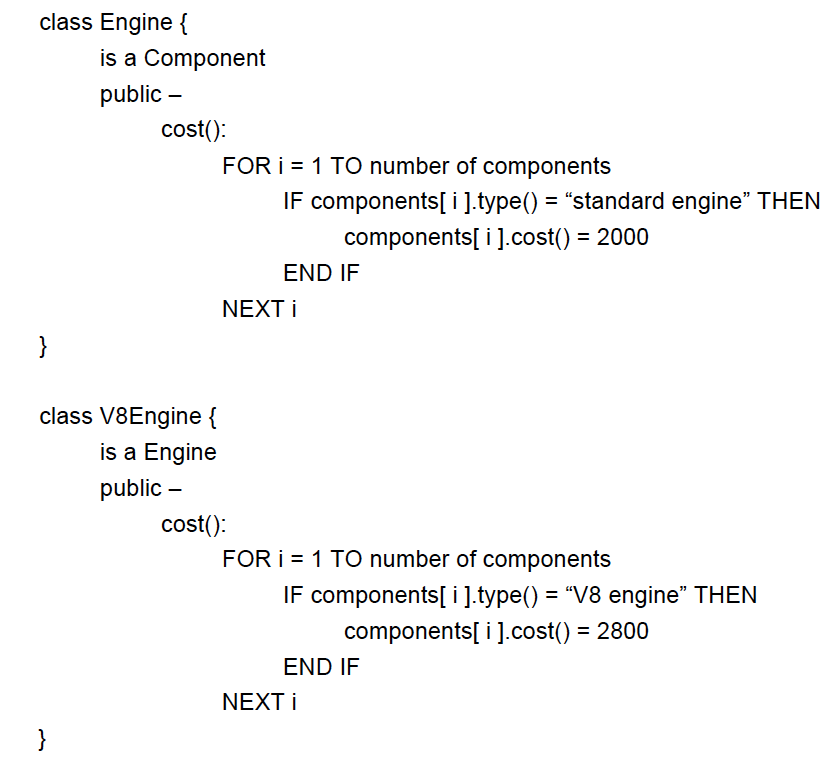 class Engine {
is a Component
public –
cost():
FOR i = 1 TO number of components
IF components[ i ].type() = “standard engine” THEN
components[ i ].cost() = 2000
END IF
NEXT i
}
class V8Engine {
is a Engine
public –
cost():
FOR i = 1 TO number of components
IF components[ i ].type() = “V8 engine” THEN
components[ i ].cost() = 2800
END IF
NEXT i
}